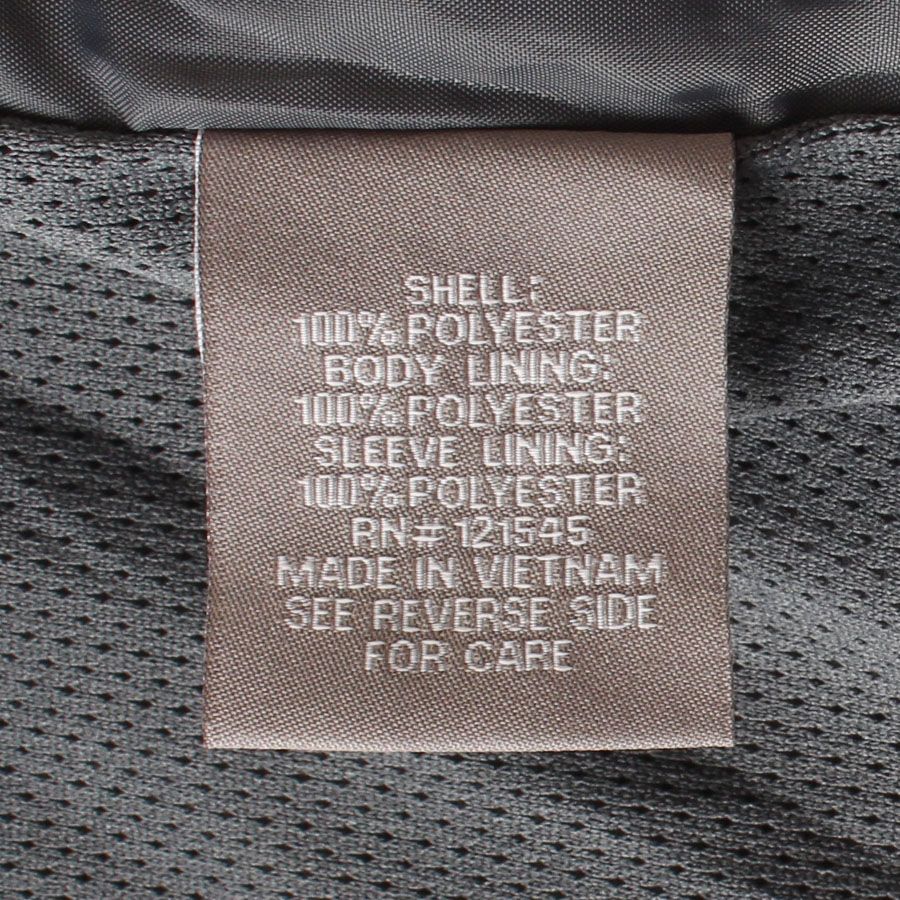 SHELL:
100% POLYESTER
BODY LINING:
100% POLYESTER
SLEEVE LINING:
100% POLYESTER
RN# 121545
MADE IN VIETNAM
SEE REVERSE SIDE
FOR CARE